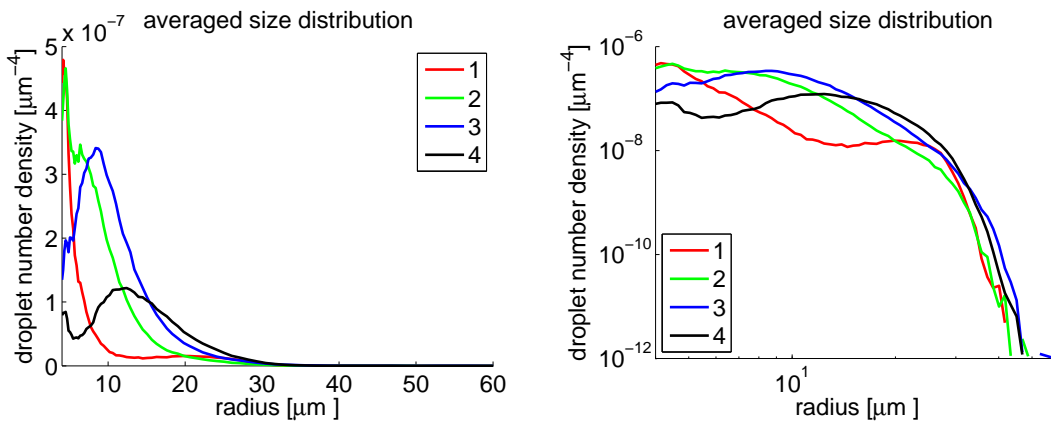 averaged size distribution
5 x 10⁻⁷
4
3
2
1
0
10 20 30 40 50 60
radius [μm ]
droplet number density [μm⁻⁴]
1
2
3
4
averaged size distribution
10⁻⁶
10⁻⁸
10⁻¹⁰
10⁻¹²
10¹
radius [μm ]
droplet number density [μm⁻⁴]
1
2
3
4